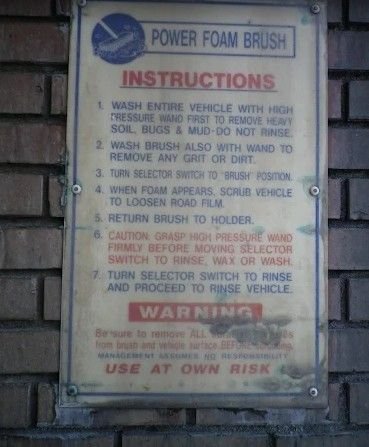 POWER FOAM BRUSH
INSTRUCTIONS
1. WASH ENTIRE VEHICLE WITH HIGH
PRESSURE WAND FIRST TO REMOVE HEAVY
SOIL, BUGS & MUD-DO NOT RINSE.
2. WASH BRUSH ALSO WITH WAND TO
REMOVE ANY GRIT OR DIRT.
3. TURN SELECTOR SWITCH TO "BRUSH" POSITION.
4. WHEN FOAM APPEARS, SCRUB VEHICLE
TO LOOSEN ROAD FILM.
5. RETURN BRUSH TO HOLDER.
6. CAUTION: GRASP HIGH PRESSURE WAND
FIRMLY BEFORE MOVING SELECTOR
SWITCH TO RINSE, WAX OR WASH.
7. TURN SELECTOR SWITCH TO RINSE
AND PROCEED TO RINSE VEHICLE.
WARNING
Be sure to remove ALL
from brush and vehicle surface BEFORE
MANAGEMENT ASSUMES NO RESPONSIBILITY
USE AT OWN RISK